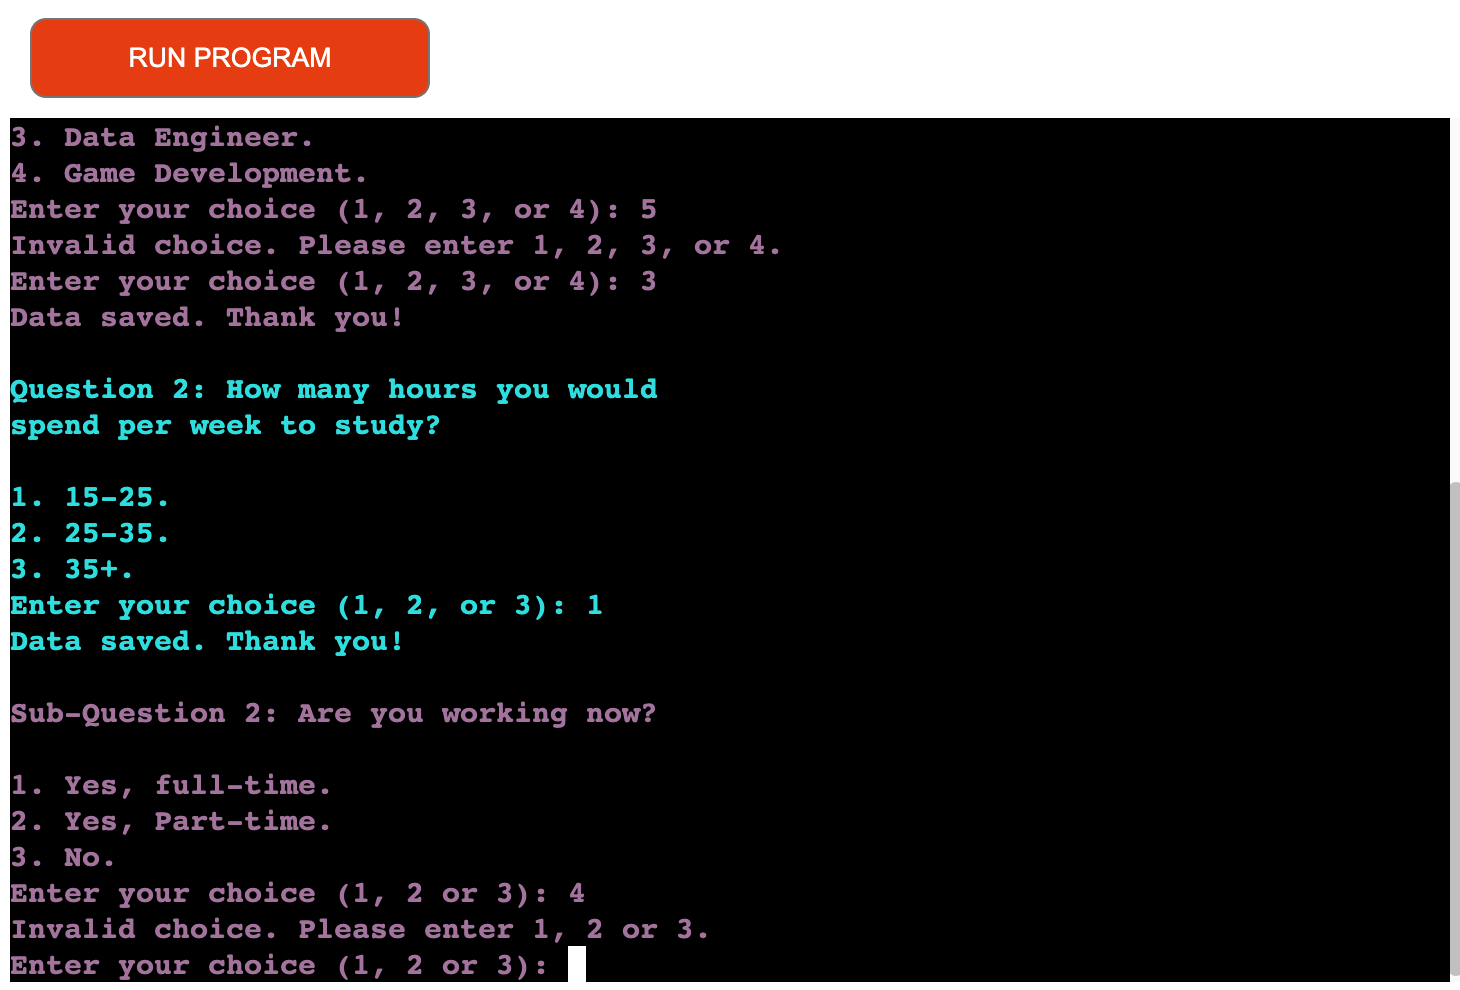 RUN PROGRAM
3. Data Engineer.
4. Game Development.
Enter your choice (1, 2, 3, or 4): 5
Invalid choice. Please enter 1, 2, 3, or 4.
Enter your choice (1, 2, 3, or 4): 3
Data saved. Thank you!
Question 2: How many hours you would
spend per week to study?
1. 15-25.
2. 25-35.
3. 35+.
Enter your choice (1, 2, or 3): 1
Data saved. Thank you!
Sub-Question 2: Are you working now?
1. Yes, full-time.
2. Yes, Part-time.
3. No.
Enter your choice (1, 2 or 3): 4
Invalid choice. Please enter 1, 2 or 3.
Enter your choice (1, 2 or 3):